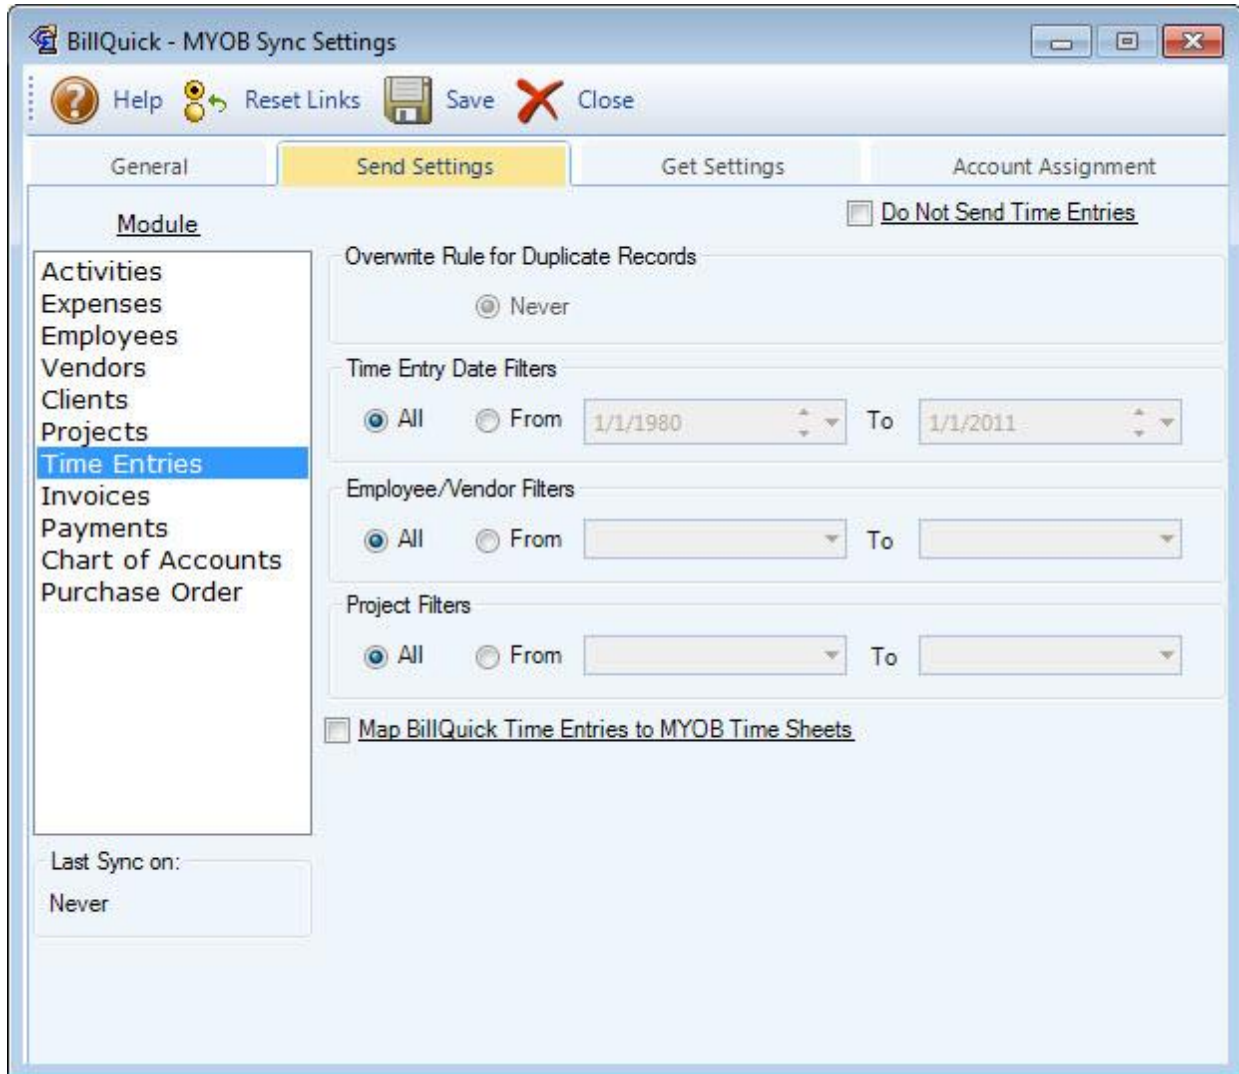 BillQuick - MYOB Sync Settings
Help Reset Links Save Close
General Send Settings Get Settings Account Assignment
Module
Do Not Send Time Entries
Activities
Expenses
Employees
Vendors
Clients
Projects
Time Entries
Invoices
Payments
Chart of Accounts
Purchase Order
Last Sync on:
Never
Overwrite Rule for Duplicate Records
Never
Time Entry Date Filters
All From 1/1/1980 To 1/1/2011
Employee/Vendor Filters
All From To
Project Filters
All From To
Map BillQuick Time Entries to MYOB Time Sheets